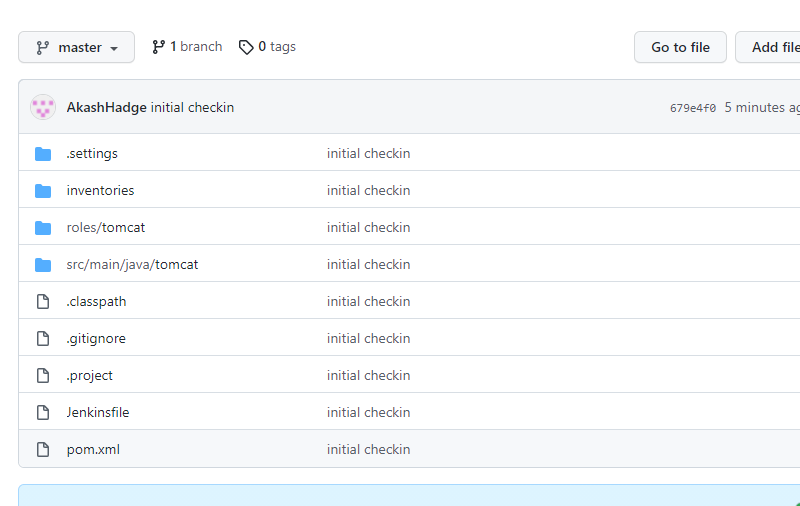 master 1 branch 0 tags Go to file Add file
AkashHadge initial checkin 679e4f0 5 minutes
.settings initial checkin
inventories initial checkin
roles/tomcat initial checkin
src/main/java/tomcat initial checkin
.classpath initial checkin
.gitignore initial checkin
.project initial checkin
Jenkinsfile initial checkin
pom.xml initial checkin